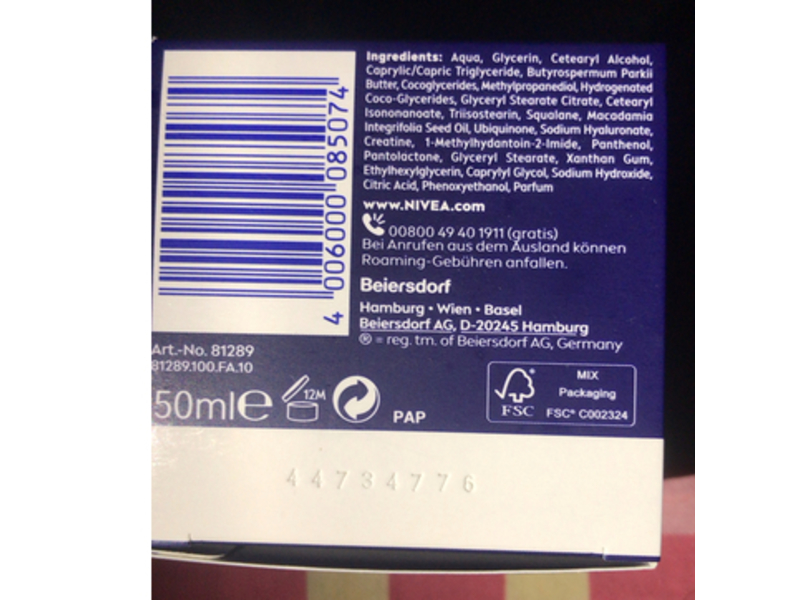 Ingredients: Aqua, Glycerin, Cetearyl Alcohol,
Caprylic/Capric Triglyceride, Butyrospermum Parkii
Butter, Cocoglycerides, Methylpropanediol, Hydrogenated
Coco-Glycerides, Glyceryl Stearate Citrate, Cetearyl
Isononanoate, Triisostearin, Squalane, Macadamia
Integrifolia Seed Oil, Ubiquinone, Sodium Hyaluronate,
Creatine, 1-Methylhydantoin-2-Imide, Panthenol,
Pantolactone, Glyceryl Stearate, Xanthan Gum,
Ethylhexylglycerin, Caprylyl Glycol, Sodium Hydroxide,
Citric Acid, Phenoxyethanol, Parfum
www.NIVEA.com
00800 49 40 1911 (gratis)
Bei Anrufen aus dem Ausland können
Roaming-Gebühren anfallen.
Beiersdorf
Hamburg • Wien • Basel
Beiersdorf AG, D-20245 Hamburg
® = reg. tm. of Beiersdorf AG, Germany
4 006000 085074
Art.-No. 81289
81289.100.FA.10
50ml℮
12M
PAP
FSC
MIX
Packaging
FSC® C002324
44734776